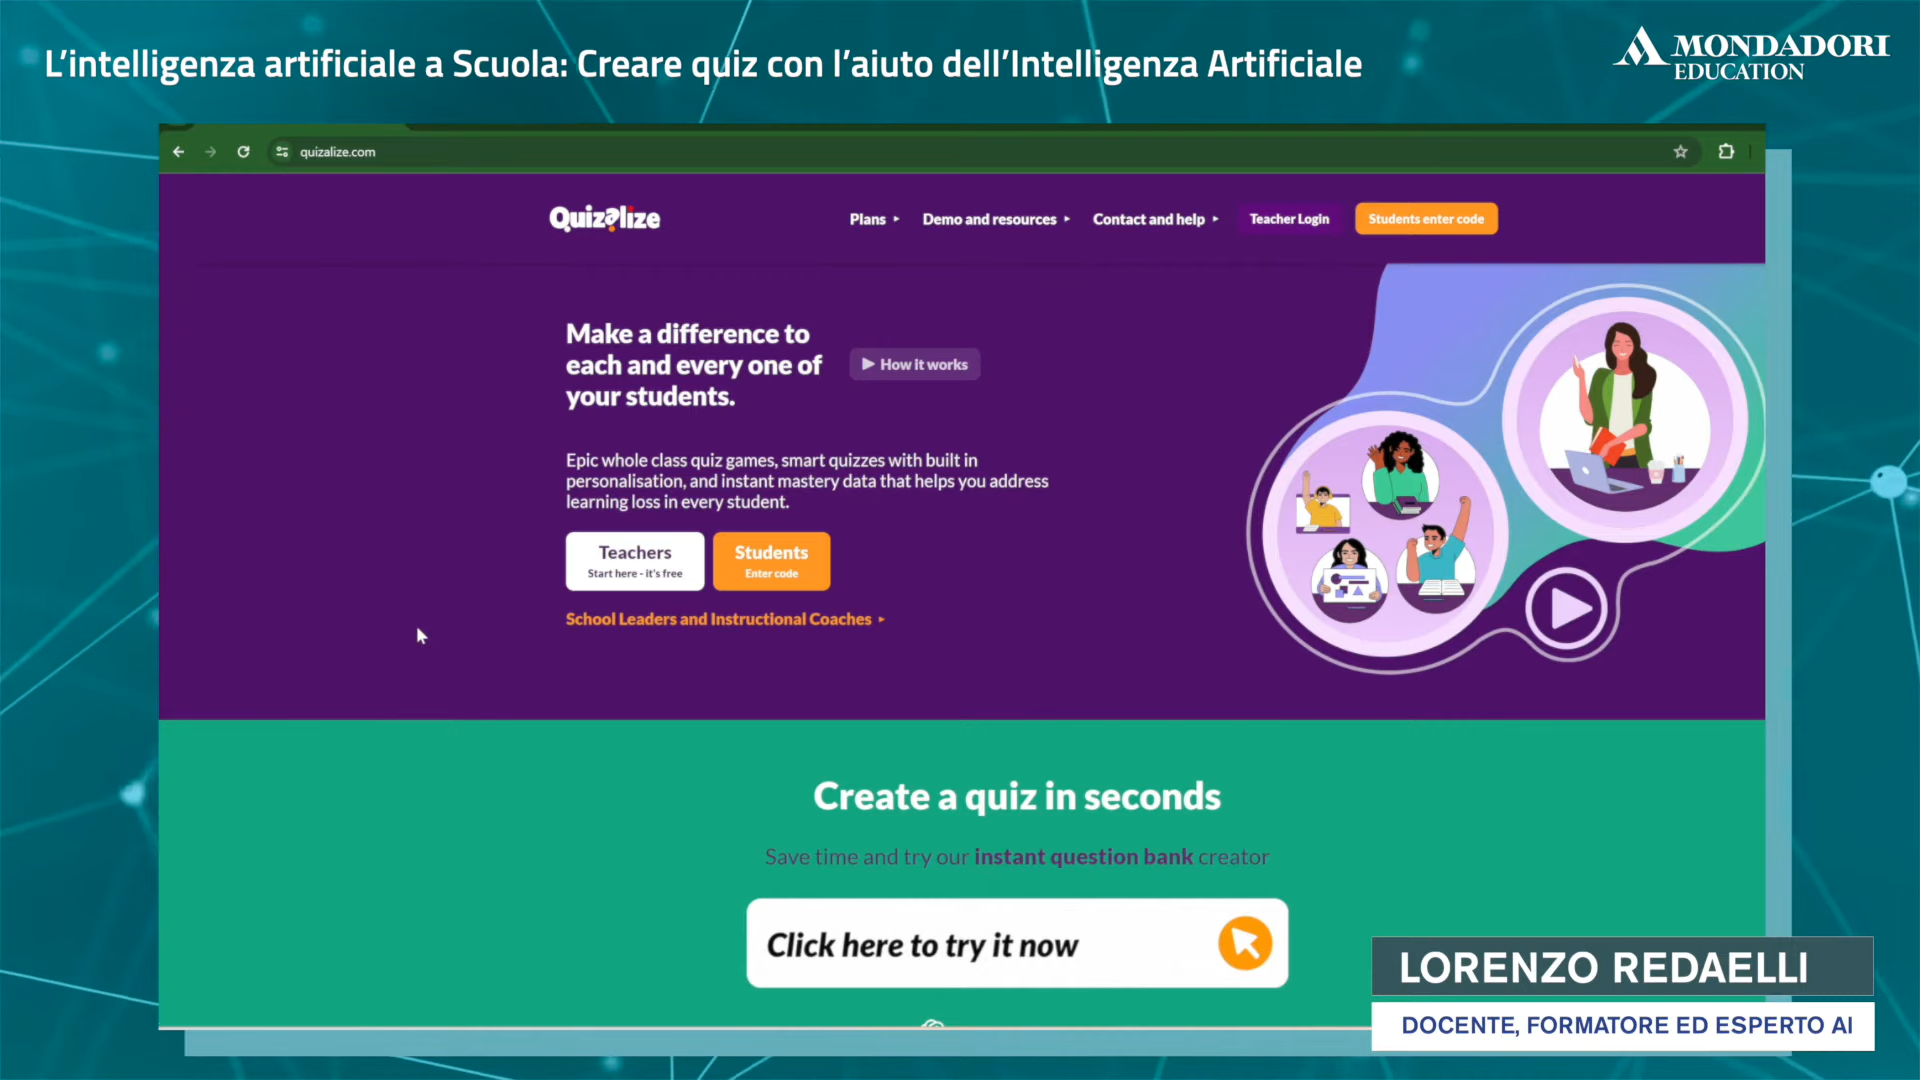 L'intelligenza artificiale a Scuola: Creare quiz con l'aiuto dell'Intelligenza Artificiale
MONDADORI
EDUCATION
quizalize.com
Quizalize
Plans
Demo and resources
Contact and help
Teacher Login
Students enter code
Make a difference to
each and every one of
your students.
How it works
Epic whole class quiz games, smart quizzes with built in
personalisation, and instant mastery data that helps you address
learning loss in every student.
Teachers
Start here - it's free
Students
Enter code
School Leaders and Instructional Coaches
Create a quiz in seconds
Save time and try our instant question bank creator
Click here to try it now
LORENZO REDAELLI
DOCENTE, FORMATORE ED ESPERTO AI